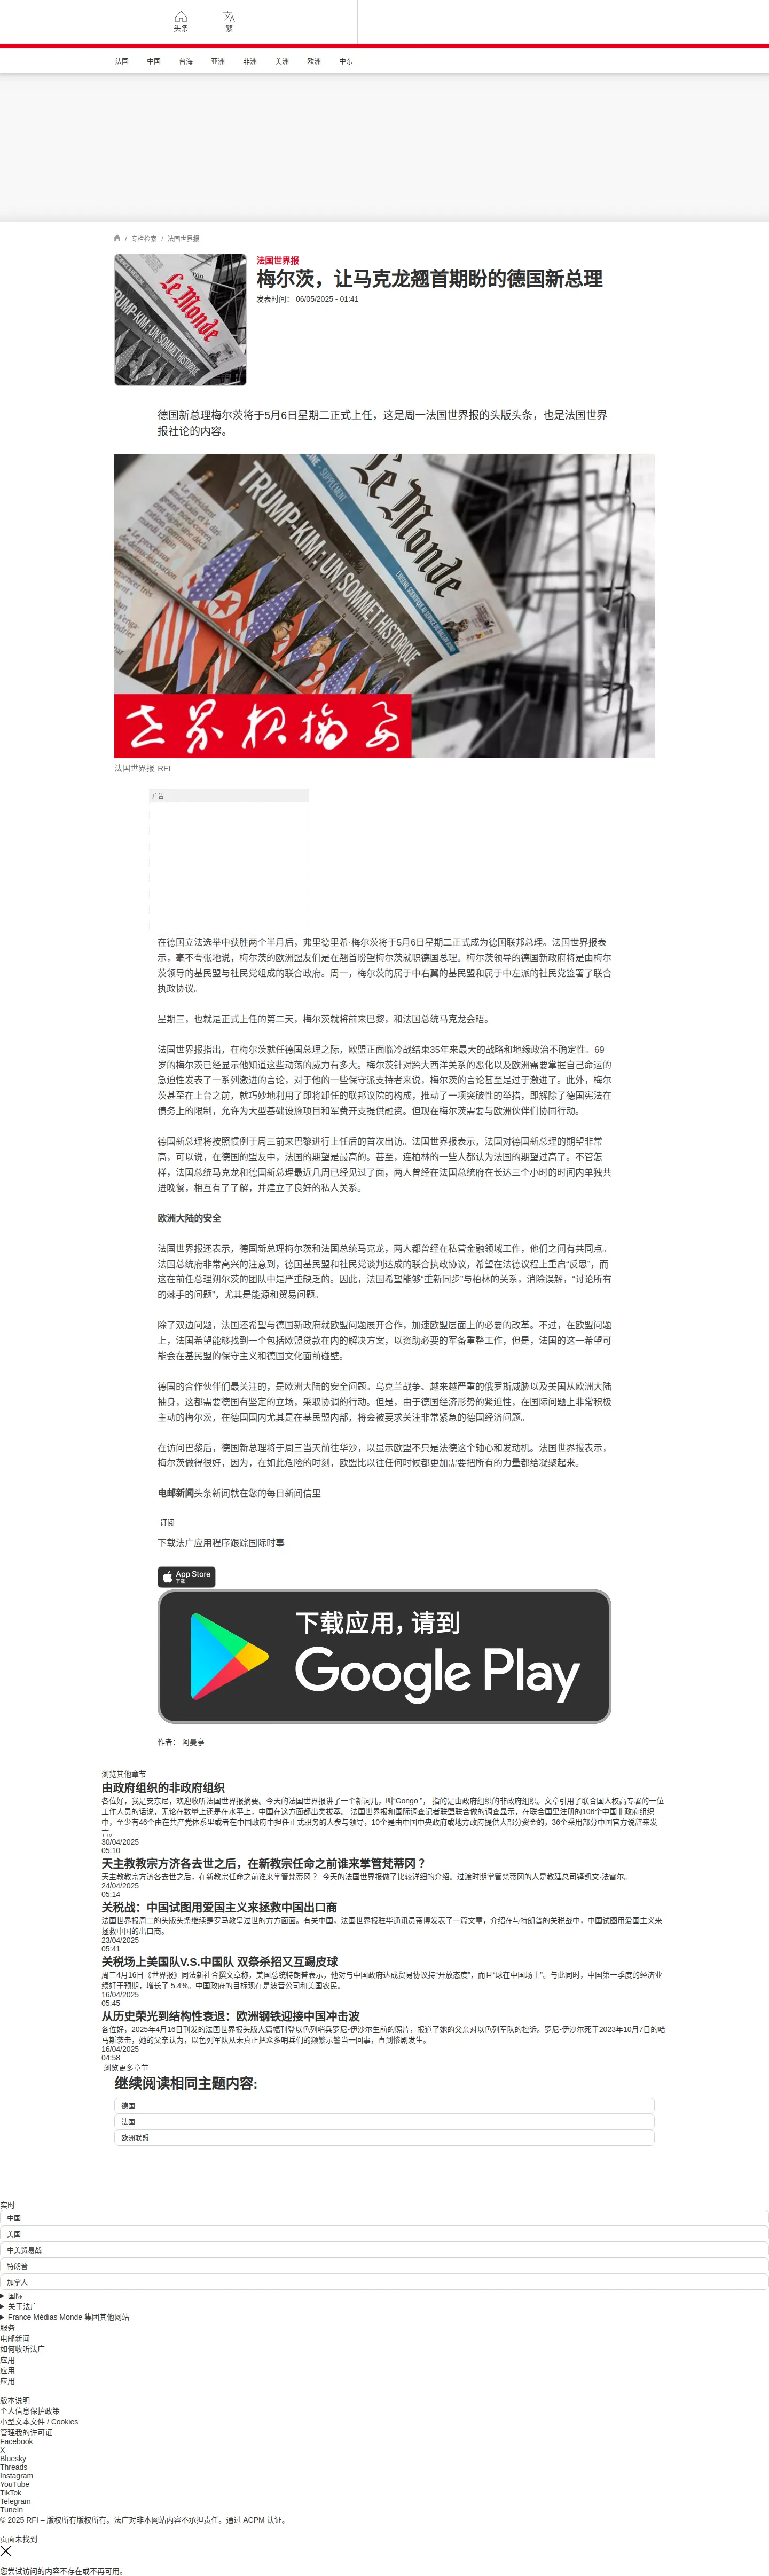 头条
繁
法国 中国 台海 亚洲 非洲 美洲 欧洲 中东
/ 专栏检索 / 法国世界报
法国世界报
梅尔茨，让马克龙翘首期盼的德国新总理
发表时间： 06/05/2025 - 01:41
Le Monde
TRUMP-KIM : UN SOMMET HISTORIQUE
德国新总理梅尔茨将于5月6日星期二正式上任，这是周一法国世界报的头版头条，也是法国世界
报社论的内容。
Le Monde
TRUMP-KIM : UN SOMMET HISTORIQUE
世界报摘要
法国世界报 RFI
广告
在德国立法选举中获胜两个半月后，弗里德里希·梅尔茨将于5月6日星期二正式成为德国联邦总理。法国世界报表
示，毫不夸张地说，梅尔茨的欧洲盟友们是在翘首盼望梅尔茨就职德国总理。梅尔茨领导的德国新政府将是由梅尔
茨领导的基民盟与社民党组成的联合政府。周一，梅尔茨的属于中右翼的基民盟和属于中左派的社民党签署了联合
执政协议。
星期三，也就是正式上任的第二天，梅尔茨就将前来巴黎，和法国总统马克龙会晤。
法国世界报指出，在梅尔茨就任德国总理之际，欧盟正面临冷战结束35年来最大的战略和地缘政治不确定性。69
岁的梅尔茨已经显示他知道这些动荡的威力有多大。梅尔茨针对跨大西洋关系的恶化以及欧洲需要掌握自己命运的
急迫性发表了一系列激进的言论，对于他的一些保守派支持者来说，梅尔茨的言论甚至是过于激进了。此外，梅尔
茨甚至在上台之前，就巧妙地利用了即将卸任的联邦议院的构成，推动了一项突破性的举措，即解除了德国宪法在
债务上的限制，允许为大型基础设施项目和军费开支提供融资。但现在梅尔茨需要与欧洲伙伴们协同行动。
德国新总理将按照惯例于周三前来巴黎进行上任后的首次出访。法国世界报表示，法国对德国新总理的期望非常
高，可以说，在德国的盟友中，法国的期望是最高的。甚至，连柏林的一些人都认为法国的期望过高了。不管怎
样，法国总统马克龙和德国新总理最近几周已经见过了面，两人曾经在法国总统府在长达三个小时的时间内单独共
进晚餐，相互有了了解，并建立了良好的私人关系。
欧洲大陆的安全
法国世界报还表示，德国新总理梅尔茨和法国总统马克龙，两人都曾经在私营金融领域工作，他们之间有共同点。
法国总统府非常高兴的注意到，德国基民盟和社民党谈判达成的联合执政协议，希望在法德议程上重启“反思”，而
这在前任总理朔尔茨的团队中是严重缺乏的。因此，法国希望能够“重新同步”与柏林的关系，消除误解，“讨论所有
的棘手的问题”，尤其是能源和贸易问题。
除了双边问题，法国还希望与德国新政府就欧盟问题展开合作，加速欧盟层面上的必要的改革。不过，在欧盟问题
上，法国希望能够找到一个包括欧盟贷款在内的解决方案，以资助必要的军备重整工作，但是，法国的这一希望可
能会在基民盟的保守主义和德国文化面前碰壁。
德国的合作伙伴们最关注的，是欧洲大陆的安全问题。乌克兰战争、越来越严重的俄罗斯威胁以及美国从欧洲大陆
抽身，这都需要德国有坚定的立场，采取协调的行动。但是，由于德国经济形势的紧迫性，在国际问题上非常积极
主动的梅尔茨，在德国国内尤其是在基民盟内部，将会被要求关注非常紧急的德国经济问题。
在访问巴黎后，德国新总理将于周三当天前往华沙，以显示欧盟不只是法德这个轴心和发动机。法国世界报表示，
梅尔茨做得很好，因为，在如此危险的时刻，欧盟比以往任何时候都更加需要把所有的力量都给凝聚起来。
电邮新闻头条新闻就在您的每日新闻信里
订阅
下载法广应用程序跟踪国际时事
App Store
下载
下载应用，请到
Google Play
作者： 阿曼亭
浏览其他章节
由政府组织的非政府组织
各位好，我是安东尼，欢迎收听法国世界报摘要。今天的法国世界报讲了一个新词儿，叫“Gongo ”， 指的是由政府组织的非政府组织。文章引用了联合国人权高专署的一位
工作人员的话说，无论在数量上还是在水平上，中国在这方面都出类拔萃。 法国世界报和国际调查记者联盟联合做的调查显示，在联合国里注册的106个中国非政府组织
中，至少有46个由在共产党体系里或者在中国政府中担任正式职务的人参与领导，10个是由中国中央政府或地方政府提供大部分资金的，36个采用部分中国官方说辞来发
言。
30/04/2025
05:10
天主教教宗方济各去世之后，在新教宗任命之前谁来掌管梵蒂冈？
天主教教宗方济各去世之后，在新教宗任命之前谁来掌管梵蒂冈？ 今天的法国世界报做了比较详细的介绍。过渡时期掌管梵蒂冈的人是教廷总司铎凯文·法雷尔。
24/04/2025
05:14
关税战：中国试图用爱国主义来拯救中国出口商
法国世界报周二的头版头条继续是罗马教皇过世的方方面面。有关中国，法国世界报驻华通讯员蒂博发表了一篇文章，介绍在与特朗普的关税战中，中国试图用爱国主义来
拯救中国的出口商。
23/04/2025
05:41
关税场上美国队V.S.中国队 双祭杀招又互踢皮球
周三4月16日《世界报》同法新社合撰文章称，美国总统特朗普表示，他对与中国政府达成贸易协议持“开放态度”，而且“球在中国场上”。与此同时，中国第一季度的经济业
绩好于预期，增长了 5.4%。中国政府的目标现在是波音公司和美国农民。
16/04/2025
05:45
从历史荣光到结构性衰退：欧洲钢铁迎接中国冲击波
各位好，2025年4月16日刊发的法国世界报头版大篇幅刊登以色列哨兵罗尼-伊沙尔生前的照片，报道了她的父亲对以色列军队的控诉。罗尼-伊沙尔死于2023年10月7日的哈
马斯袭击，她的父亲认为，以色列军队从未真正把众多哨兵们的频繁示警当一回事，直到惨剧发生。
16/04/2025
04:58
浏览更多章节
继续阅读相同主题内容:
德国
法国
欧洲联盟
实时
中国
美国
中美贸易战
特朗普
加拿大
国际
关于法广
France Médias Monde 集团其他网站
服务
电邮新闻
如何收听法广
应用
应用
应用
版本说明
个人信息保护政策
小型文本文件 / Cookies
管理我的许可证
Facebook
X
Bluesky
Threads
Instagram
YouTube
TikTok
Telegram
TuneIn
© 2025 RFI – 版权所有版权所有。法广对非本网站内容不承担责任。通过 ACPM 认证。
页面未找到
您尝试访问的内容不存在或不再可用。